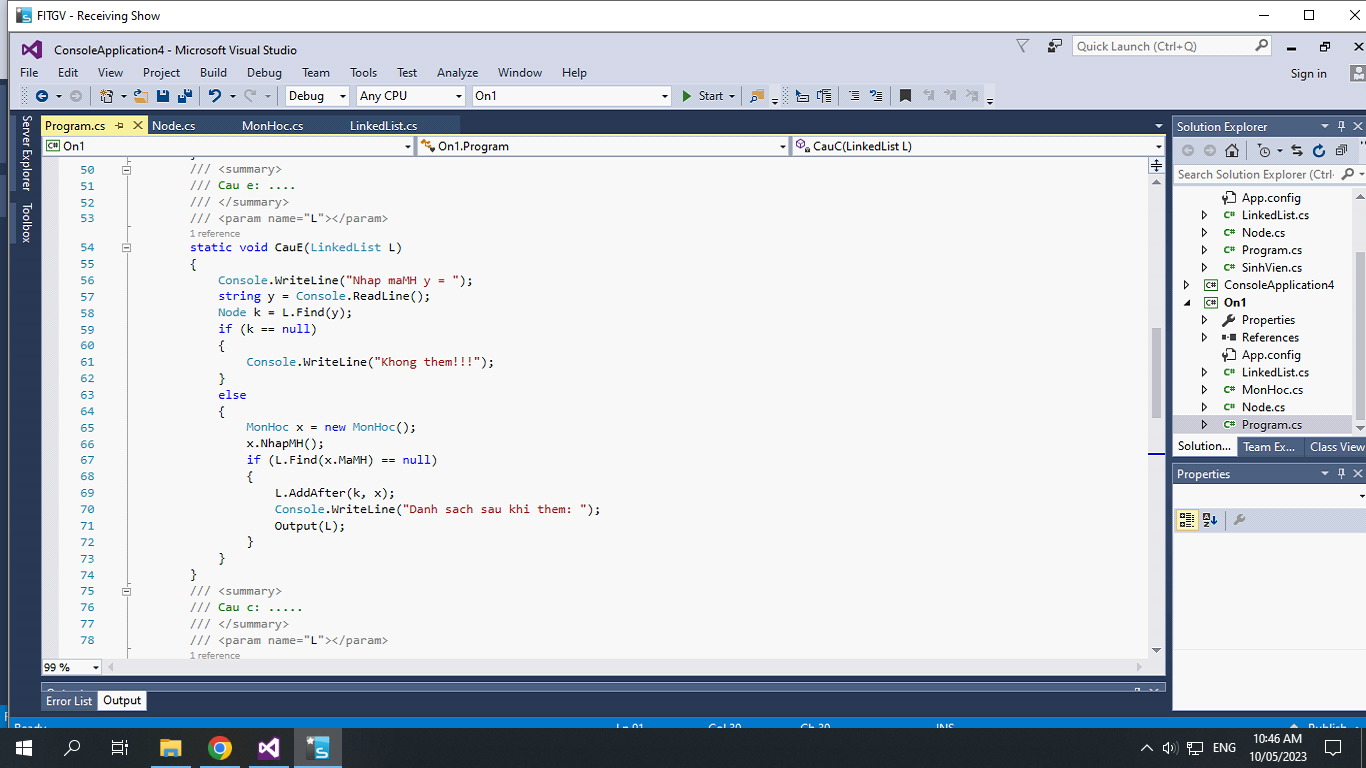 FITGV - Receiving Show
ConsoleApplication4 - Microsoft Visual Studio
Quick Launch (Ctrl+Q)
File Edit View Project Build Debug Team Tools Test Analyze Window Help
Sign in
Debug Any CPU On1 Start
Server Explorer
Toolbox
Program.cs Node.cs MonHoc.cs LinkedList.cs
On1 On1.Program CauC(LinkedList L)
50 /// <summary>
51 /// Cau e: ....
52 /// </summary>
53 /// <param name="L"></param>
1 reference
54 static void CauE(LinkedList L)
55 {
56 Console.WriteLine("Nhap maMH y = ");
57 string y = Console.ReadLine();
58 Node k = L.Find(y);
59 if (k == null)
60 {
61 Console.WriteLine("Khong them!!!");
62 }
63 else
64 {
65 MonHoc x = new MonHoc();
66 x.NhapMH();
67 if (L.Find(x.MaMH) == null)
68 {
69 L.AddAfter(k, x);
70 Console.WriteLine("Danh sach sau khi them: ");
71 Output(L);
72 }
73 }
74 }
75 /// <summary>
76 /// Cau c: .....
77 /// </summary>
78 /// <param name="L"></param>
1 reference
99 %
Error List Output
Solution Explorer
Search Solution Explorer (Ctrl-
App.config
C# LinkedList.cs
C# Node.cs
C# Program.cs
C# SinhVien.cs
C# ConsoleApplication4
C# On1
Properties
References
App.config
C# LinkedList.cs
C# MonHoc.cs
C# Node.cs
C# Program.cs
Solution... Team Ex... Class View
Properties
Ready Ln 91 Col 30 Ch 30 INS Publish
ENG
10:46 AM
10/05/2023